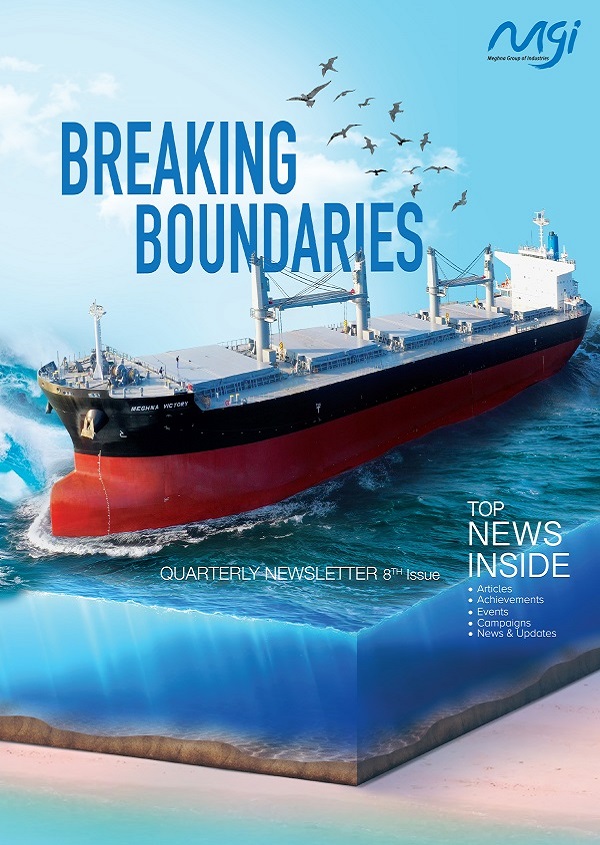 mgi
Meghna Group of Industries
BREAKING
BOUNDARIES
MEGHNA VICTORY
QUARTERLY NEWSLETTER 8TH Issue
TOP
NEWS
INSIDE
• Articles
• Achievements
• Events
• Campaigns
• News & Updates